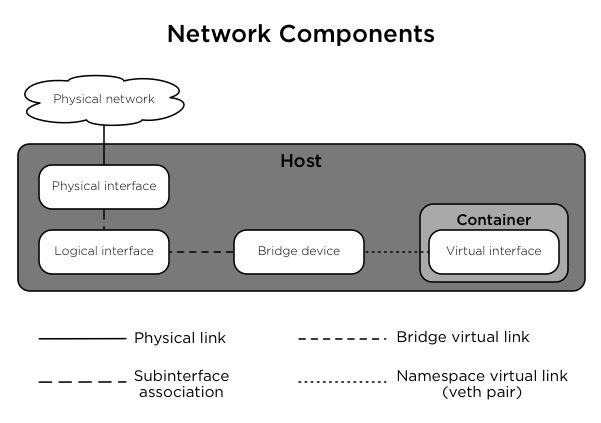 Network Components
Physical network
Host
Physical interface
Container
Logical interface
Bridge device
Virtual interface
Physical link
Bridge virtual link
Subinterface
association
Namespace virtual link
(veth pair)